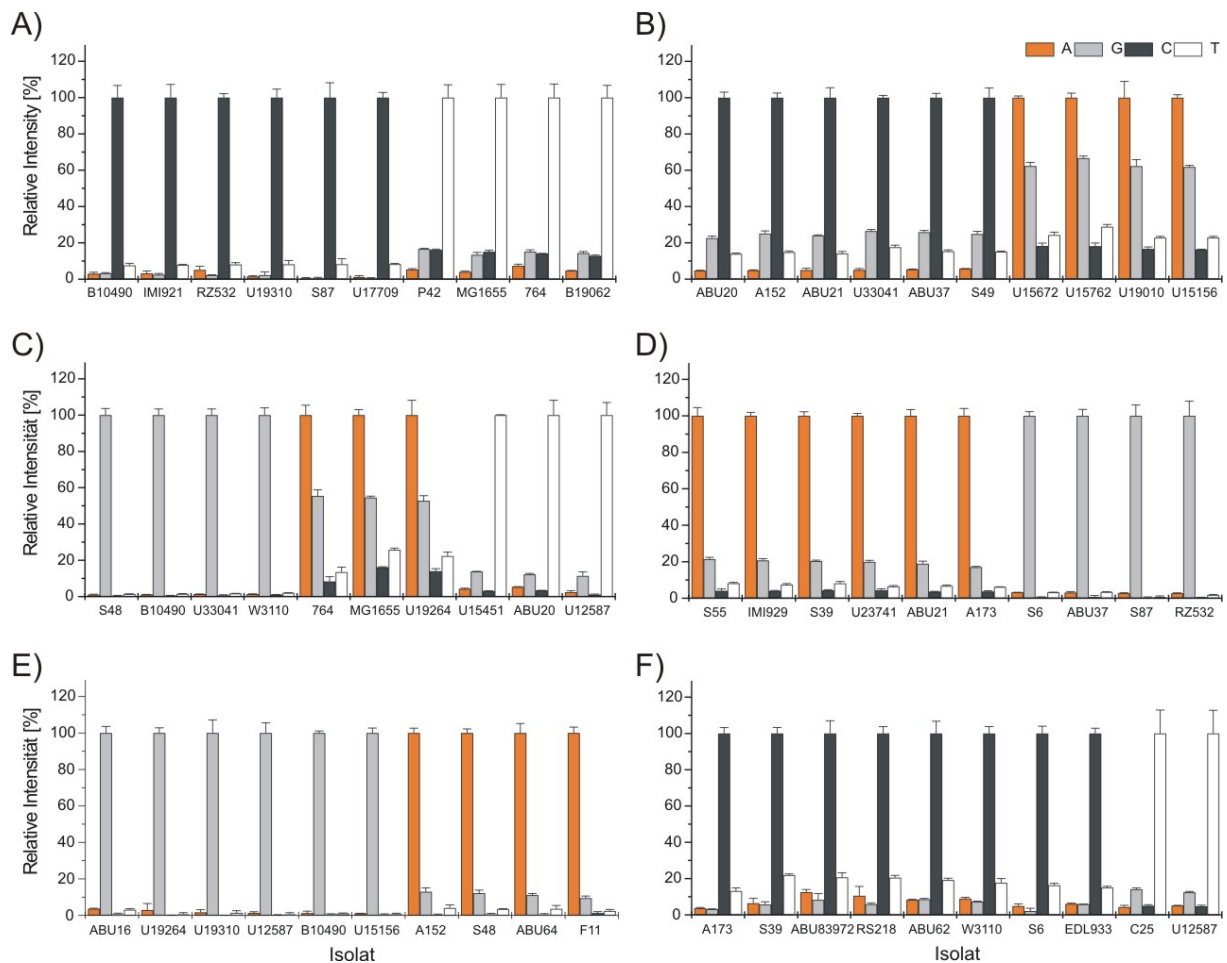 A)
B)
A G C T
Relative Intensity [%]
120
100
80
60
40
20
0
B10490 IMI921 RZ532 U19310 S87 U17709 P42 MG1655 764 B19062
120
100
80
60
40
20
0
ABU20 A152 ABU21 U33041 ABU37 S49 U15672 U15762 U19010 U15156
C)
D)
Relative Intensität [%]
120
100
80
60
40
20
0
S48 B10490 U33041 W3110 764 MG1655 U19264 U15451 ABU20 U12587
120
100
80
60
40
20
0
S55 IMI929 S39 U23741 ABU21 A173 S6 ABU37 S87 RZ532
E)
F)
Relative Intensität [%]
120
100
80
60
40
20
0
ABU16 U19264 U19310 U12587 B10490 U15156 A152 S48 ABU64 F11
Isolat
120
100
80
60
40
20
0
A173 S39 ABU83972 RS218 ABU62 W3110 S6 EDL933 C25 U12587
Isolat